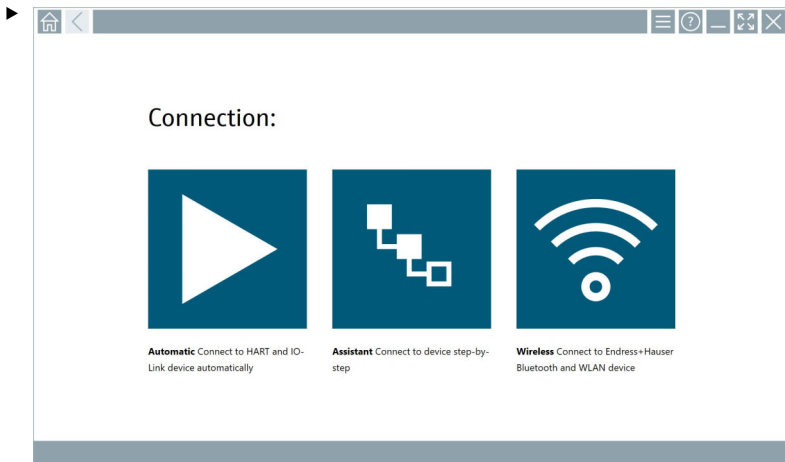 Connection:
Automatic Connect to HART and IO-
Link device automatically
Assistant Connect to device step-by-
step
Wireless Connect to Endress+Hauser
Bluetooth and WLAN device